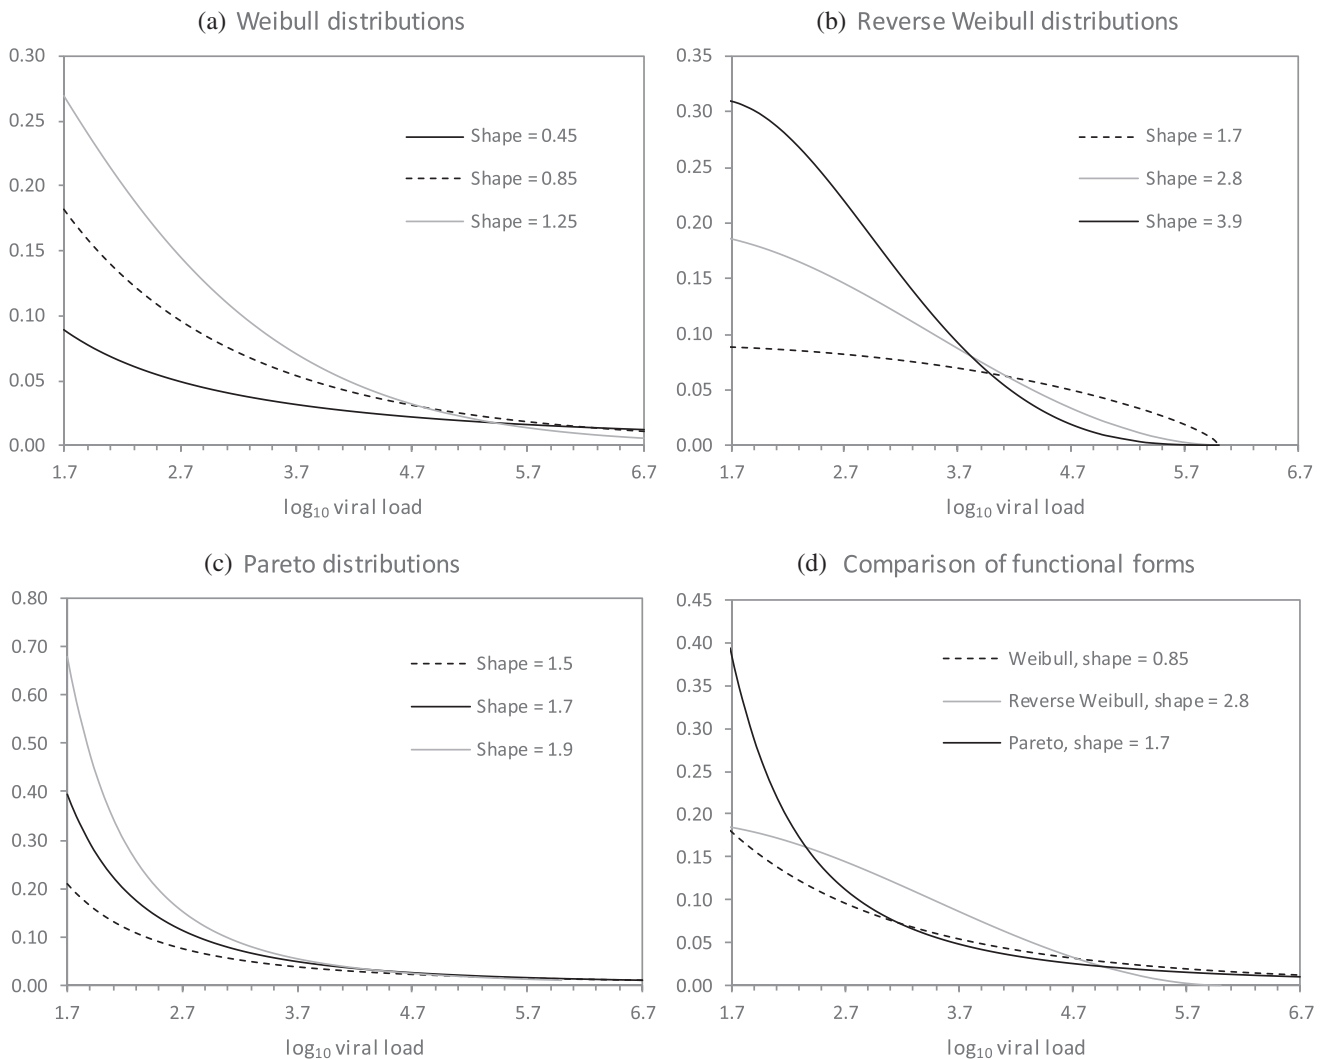 (a) Weibull distributions
0.30
0.25
0.20
0.15
0.10
0.05
0.00
Shape = 0.45
Shape = 0.85
Shape = 1.25
1.7 2.7 3.7 4.7 5.7 6.7
log10 viral load
(b) Reverse Weibull distributions
0.35
0.30
0.25
0.20
0.15
0.10
0.05
0.00
Shape = 1.7
Shape = 2.8
Shape = 3.9
1.7 2.7 3.7 4.7 5.7 6.7
log10 viral load
(c) Pareto distributions
0.80
0.70
0.60
0.50
0.40
0.30
0.20
0.10
0.00
Shape = 1.5
Shape = 1.7
Shape = 1.9
1.7 2.7 3.7 4.7 5.7 6.7
log10 viral load
(d) Comparison of functional forms
0.45
0.40
0.35
0.30
0.25
0.20
0.15
0.10
0.05
0.00
Weibull, shape = 0.85
Reverse Weibull, shape = 2.8
Pareto, shape = 1.7
1.7 2.7 3.7 4.7 5.7 6.7
log10 viral load